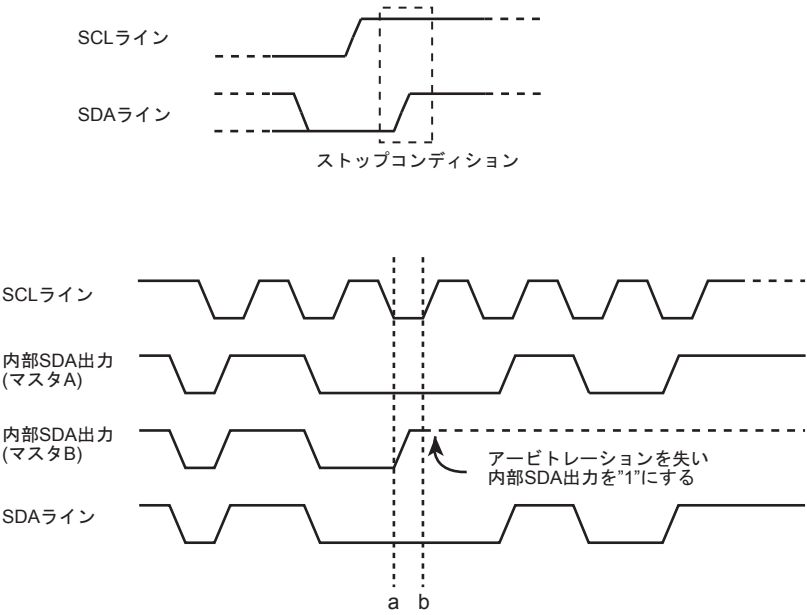 SCLライン
SDAライン
ストップコンディション
SCLライン
内部SDA出力
(マスタA)
内部SDA出力
(マスタB)
アービトレーションを失い
内部SDA出力を"1"にする
SDAライン
a b